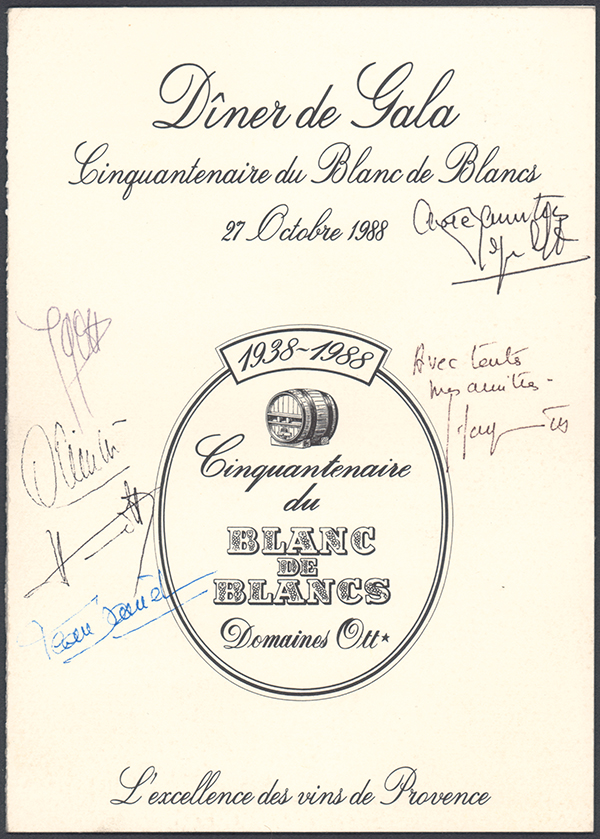 Dîner de Gala
Cinquantenaire du Blanc de Blancs
27 Octobre 1988
1938~1988
Avec toutes
mes amitiés
Cinquantenaire
du
BLANC
DE
BLANCS
Domaines Ott★
L'excellence des vins de Provence